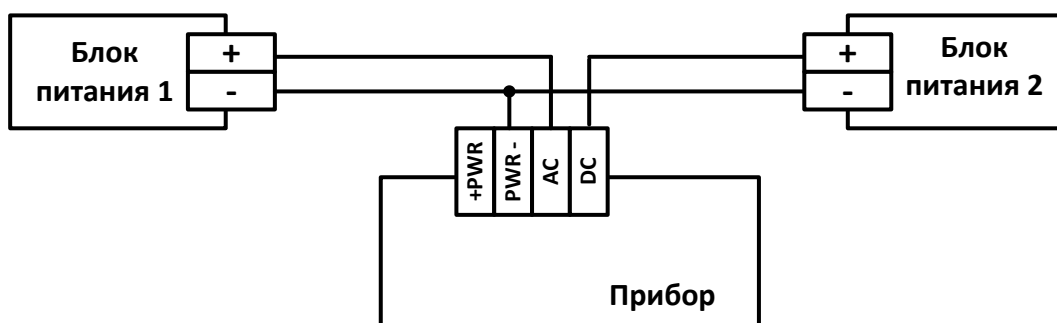 Блок
питания 1
+
-
+
-
Блок
питания 2
+PWR
PWR -
AC
DC
Прибор